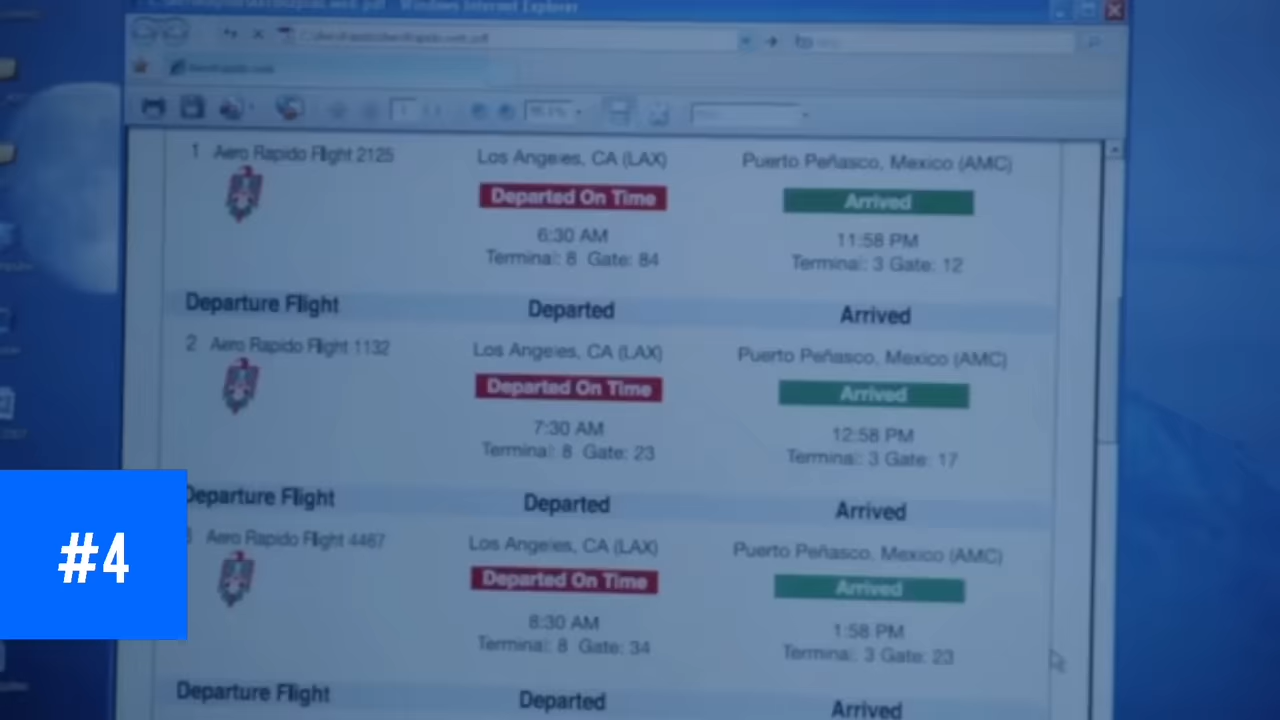 Windows Internet Explorer
1 Aero Rapido Flight 2125 Los Angeles, CA (LAX) Puerto Peñasco, Mexico (AMC)
Departed On Time Arrived
6:30 AM 11:58 PM
Terminal: 8 Gate: 84 Terminal: 3 Gate: 12
Departure Flight Departed Arrived
2 Aero Rapido Flight 1132 Los Angeles, CA (LAX) Puerto Peñasco, Mexico (AMC)
Departed On Time Arrived
7:30 AM 12:58 PM
Terminal: 8 Gate: 23 Terminal: 3 Gate: 17
Departure Flight Departed Arrived
Aero Rapido Flight 4467 Los Angeles, CA (LAX) Puerto Peñasco, Mexico (AMC)
Departed On Time Arrived
8:30 AM 1:58 PM
Terminal: 8 Gate: 34 Terminal: 3 Gate: 23
Departure Flight Departed Arrived
#4